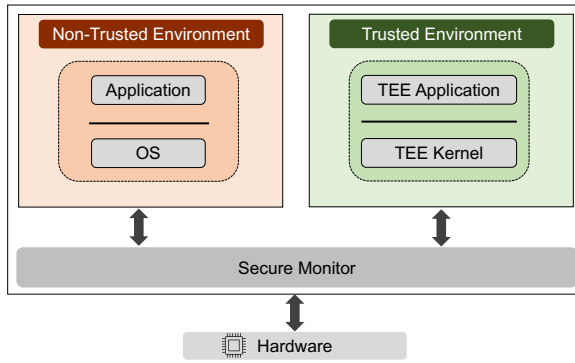 Non-Trusted Environment
Application
OS
Trusted Environment
TEE Application
TEE Kernel
Secure Monitor
Hardware